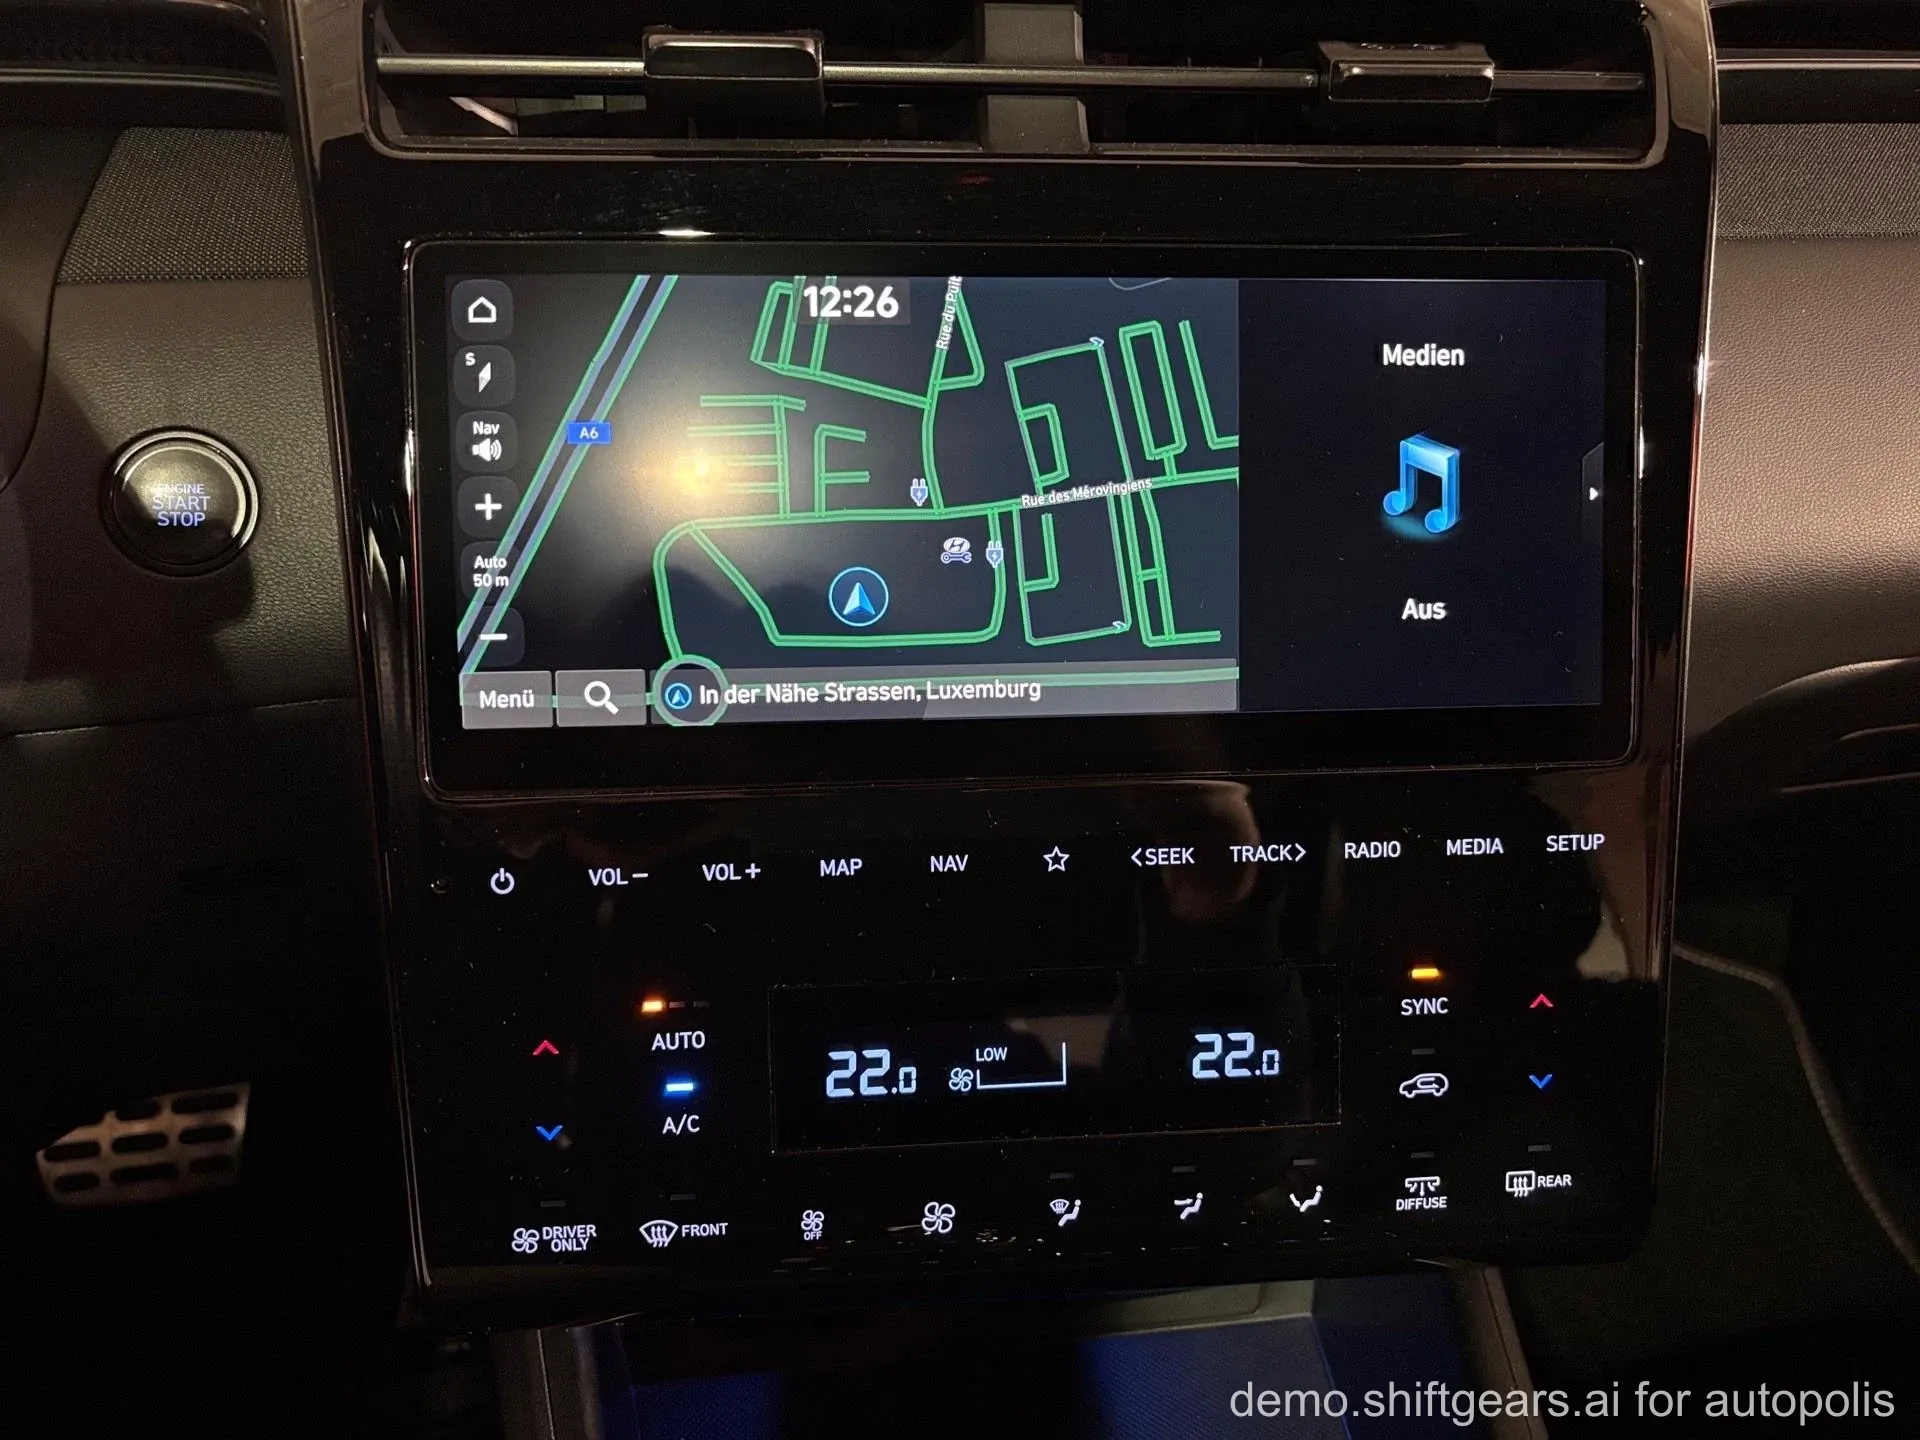 12:26
Rue du Puit
S
Nav
A6
Auto
50 m
Rue des Mérovingiens
Menü
In der Nähe Strassen, Luxemburg
Medien
Aus
ENGINE
START
STOP
VOL−
VOL+
MAP
NAV
<SEEK
TRACK>
RADIO
MEDIA
SETUP
AUTO
A/C
22.0
LOW
22.0
SYNC
DRIVER
ONLY
FRONT
OFF
DIFFUSE
REAR
demo.shiftgears.ai for autopolis